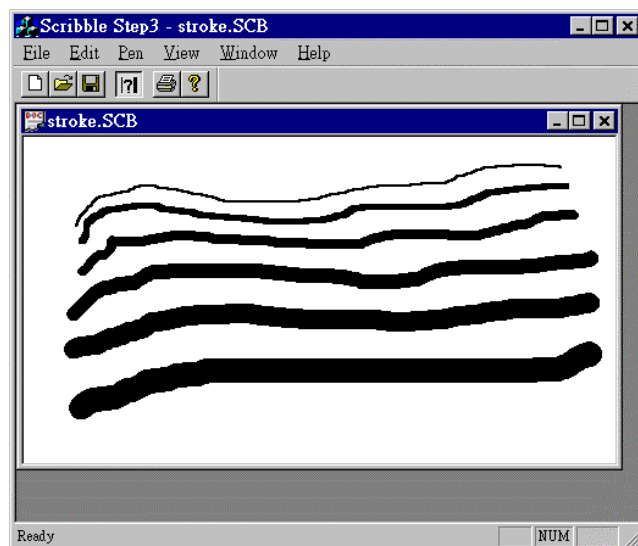 Scribble Step3 - stroke.SCB
File Edit Pen View Window Help
stroke.SCB
Ready NUM